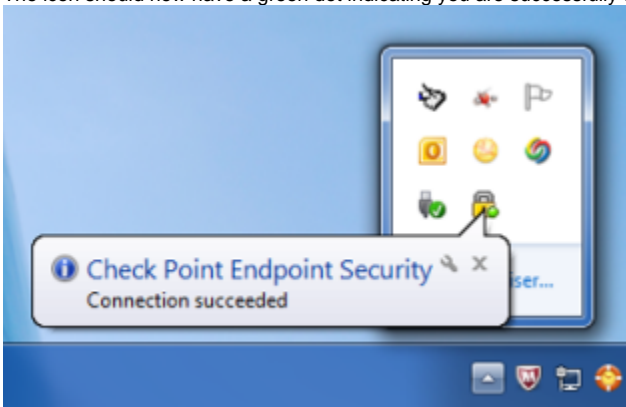 The icon should now have a green dot indicating you are successfully
Check Point Endpoint Security
Connection succeeded